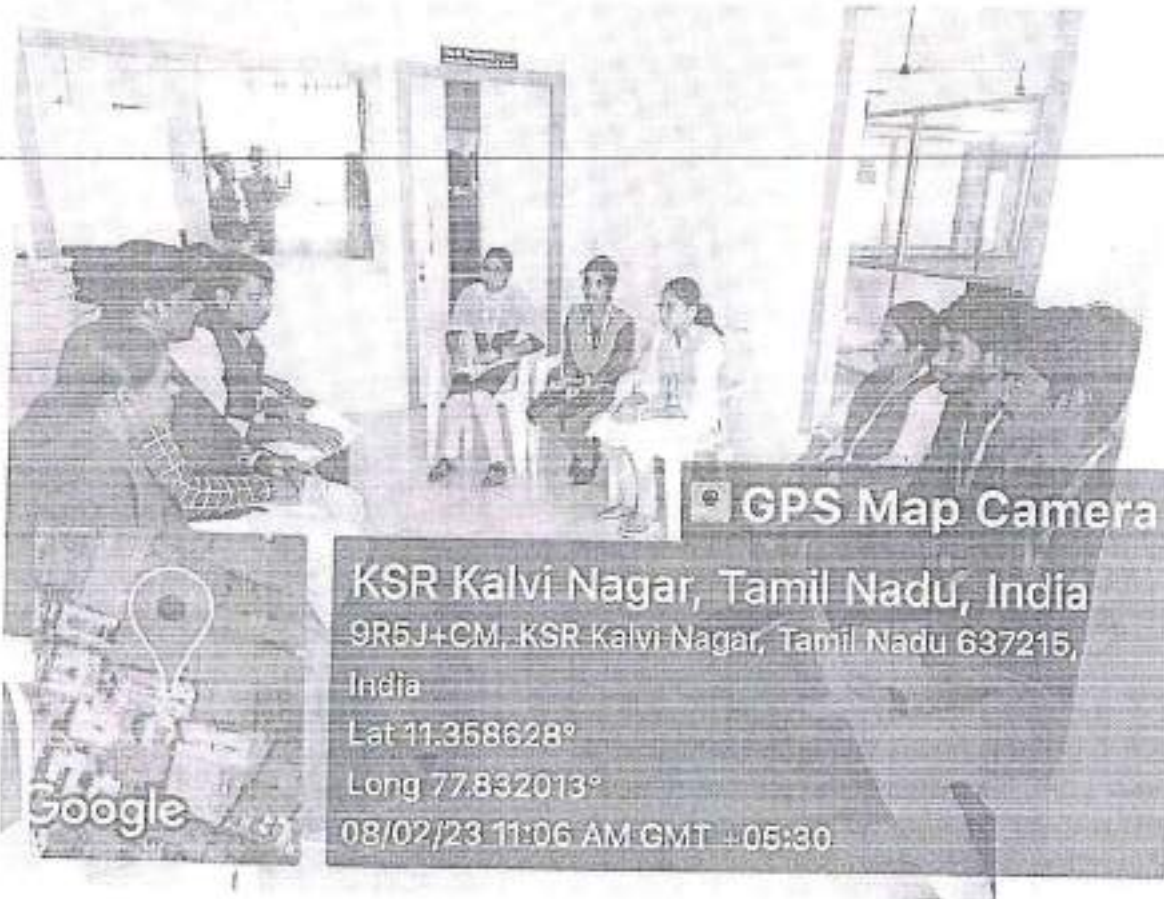 GPS Map Camera
KSR Kalvi Nagar, Tamil Nadu, India
9R5J+CM, KSR Kalvi Nagar, Tamil Nadu 637215,
India
Lat 11.358628°
Long 77.832013°
08/02/23 11:06 AM GMT +05:30
Google